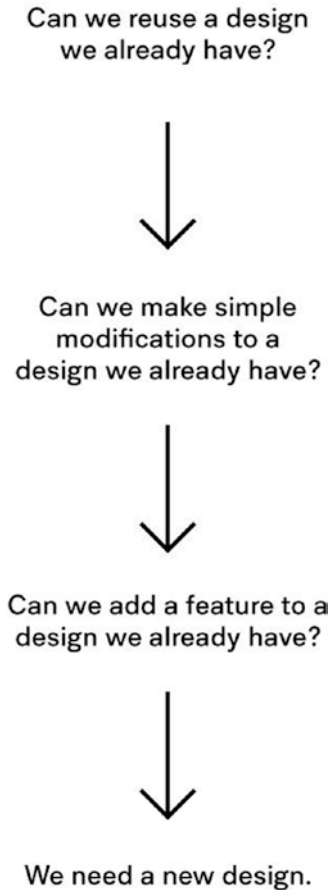 Can we reuse a design
we already have?
Can we make simple
modifications to a
design we already have?
Can we add a feature to a
design we already have?
We need a new design.